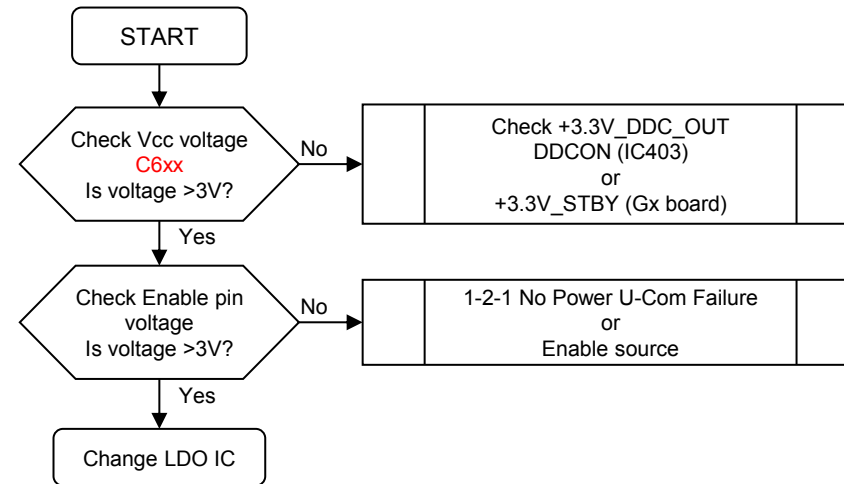 START
Check Vcc voltage
C6xx
Is voltage >3V?
No
Check +3.3V_DDC_OUT
DDCON (IC403)
or
+3.3V_STBY (Gx board)
Yes
Check Enable pin
voltage
Is voltage >3V?
No
1-2-1 No Power U-Com Failure
or
Enable source
Yes
Change LDO IC